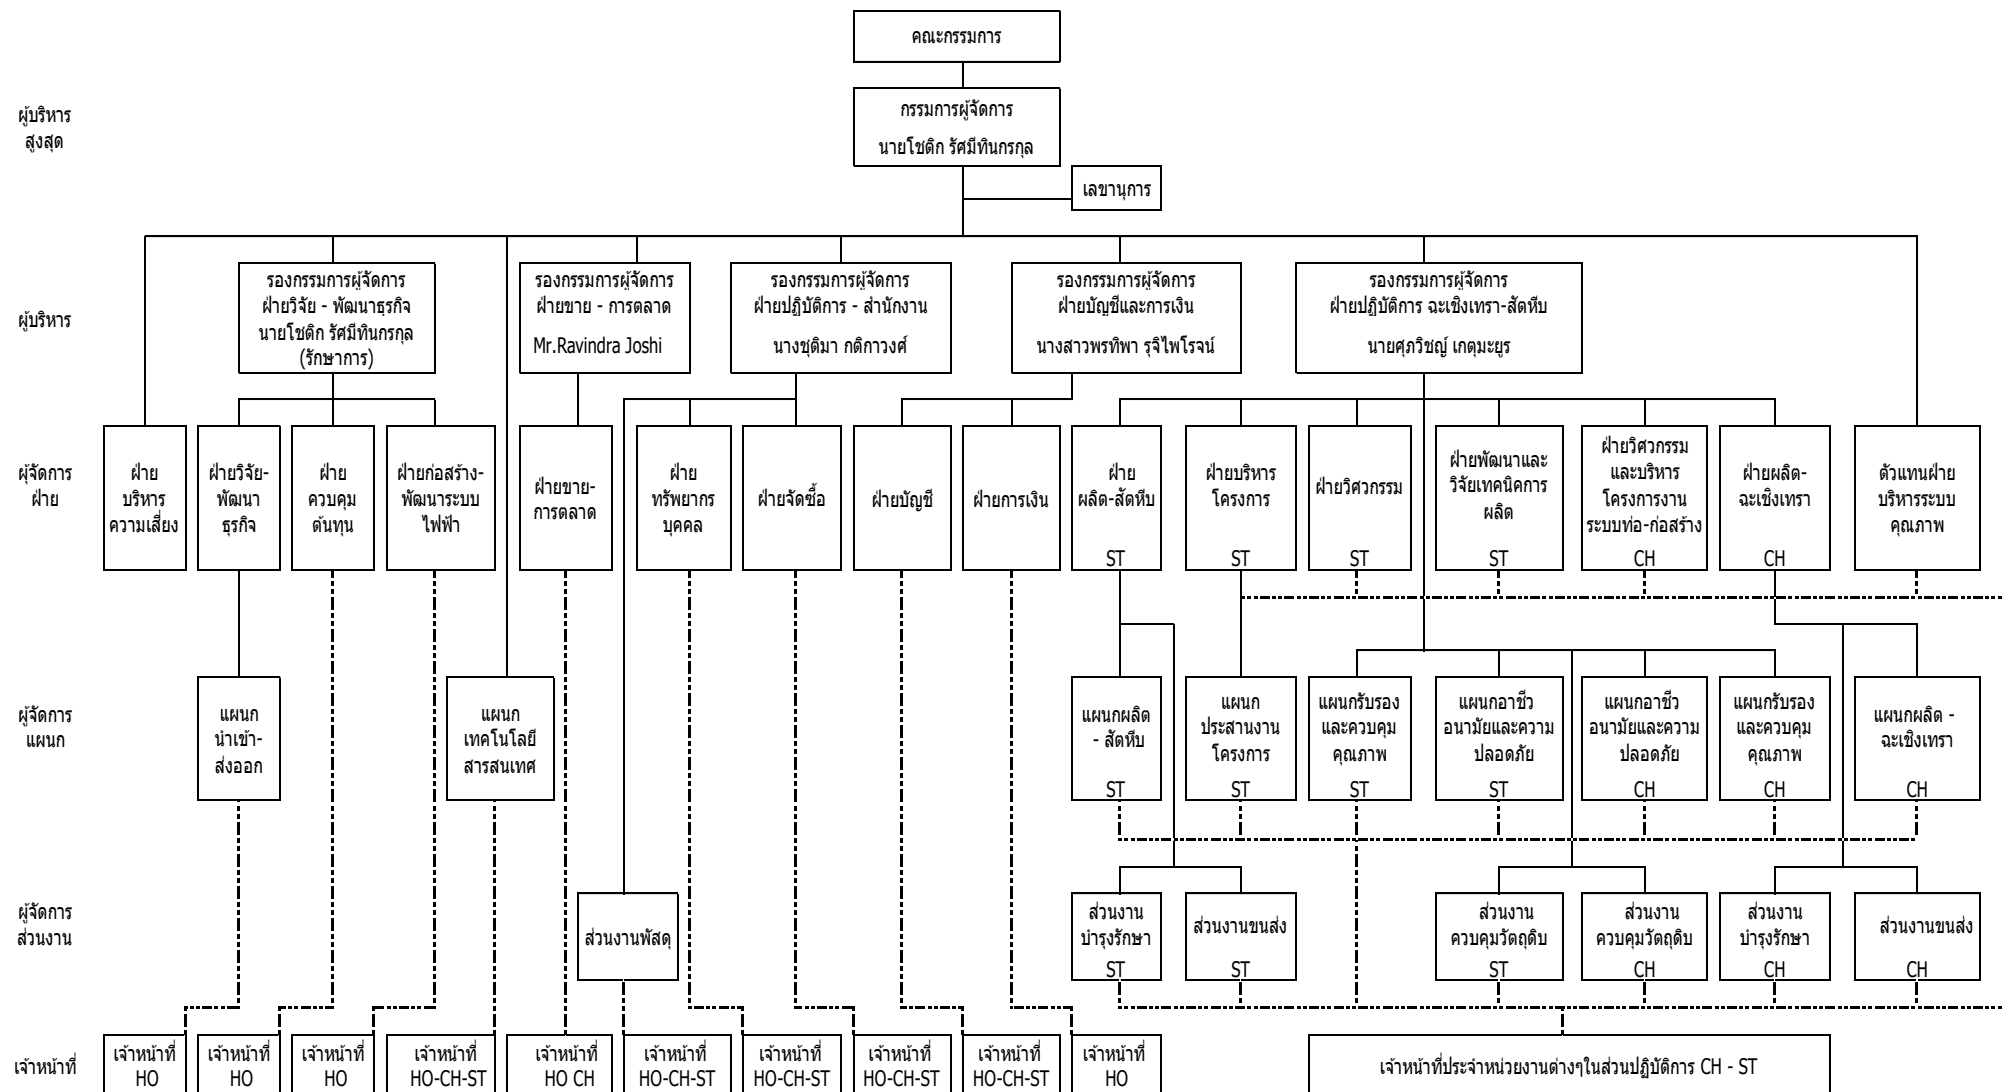 คณะกรรมการ
ผู้บริหาร
สูงสุด
กรรมการผู้จัดการ
นายโชติก รัศมีทินกรกุล
เลขานุการ
ผู้บริหาร
รองกรรมการผู้จัดการ
ฝ่ายวิจัย - พัฒนาธุรกิจ
นายโชติก รัศมีทินกรกุล
(รักษาการ)
รองกรรมการผู้จัดการ
ฝ่ายขาย - การตลาด
Mr.Ravindra Joshi
รองกรรมการผู้จัดการ
ฝ่ายปฏิบัติการ - สำนักงาน
นางชุติมา กติกาวงศ์
รองกรรมการผู้จัดการ
ฝ่ายบัญชีและการเงิน
นางสาวพรทิพา รุจิไพโรจน์
รองกรรมการผู้จัดการ
ฝ่ายปฏิบัติการ ฉะเชิงเทรา-สัตหีบ
นายศุภวิชญ์ เกตุมะยูร
ผุ้จัดการ
ฝ่าย
ฝ่าย
บริหาร
ความเสี่ยง
ฝ่ายวิจัย-
พัฒนา
ธุรกิจ
ฝ่าย
ควบคุม
ต้นทุน
ฝ่ายก่อสร้าง-
พัฒนาระบบ
ไฟฟ้า
ฝ่ายขาย-
การตลาด
ฝ่าย
ทรัพยากร
บุคคล
ฝ่ายจัดซื้อ
ฝ่ายบัญชี
ฝ่ายการเงิน
ฝ่าย
ผลิต-สัตหีบ
ST
ฝ่ายบริหาร
โครงการ
ST
ฝ่ายวิศวกรรม
ST
ฝ่ายพัฒนาและ
วิจัยเทคนิคการ
ผลิต
ST
ฝ่ายวิศวกรรม
และบริหาร
โครงการงาน
ระบบท่อ-ก่อสร้าง
CH
ฝ่ายผลิต-
ฉะเชิงเทรา
CH
ตัวแทนฝ่าย
บริหารระบบ
คุณภาพ
ผู้จัดการ
แผนก
แผนก
นำเข้า-
ส่งออก
แผนก
เทคโนโลยี
สารสนเทศ
แผนกผลิต
- สัตหีบ
ST
แผนก
ประสานงาน
โครงการ
ST
แผนกรับรอง
และควบคุม
คุณภาพ
ST
แผนกอาชีว
อนามัยและความ
ปลอดภัย
ST
แผนกอาชีว
อนามัยและความ
ปลอดภัย
CH
แผนกรับรอง
และควบคุม
คุณภาพ
CH
แผนกผลิต -
ฉะเชิงเทรา
CH
ผู้จัดการ
ส่วนงาน
ส่วนงานพัสดุ
ส่วนงาน
บำรุงรักษา
ST
ส่วนงานขนส่ง
ST
ส่วนงาน
ควบคุมวัตถุดิบ
ST
ส่วนงาน
ควบคุมวัตถุดิบ
CH
ส่วนงาน
บำรุงรักษา
CH
ส่วนงานขนส่ง
CH
เจ้าหน้าที่
เจ้าหน้าที่
HO
เจ้าหน้าที่
HO
เจ้าหน้าที่
HO
เจ้าหน้าที่
HO-CH-ST
เจ้าหน้าที่
HO CH
เจ้าหน้าที่
HO-CH-ST
เจ้าหน้าที่
HO-CH-ST
เจ้าหน้าที่
HO-CH-ST
เจ้าหน้าที่
HO-CH-ST
เจ้าหน้าที่
HO
เจ้าหน้าที่ประจำหน่วยงานต่างๆในส่วนปฏิบัติการ CH - ST